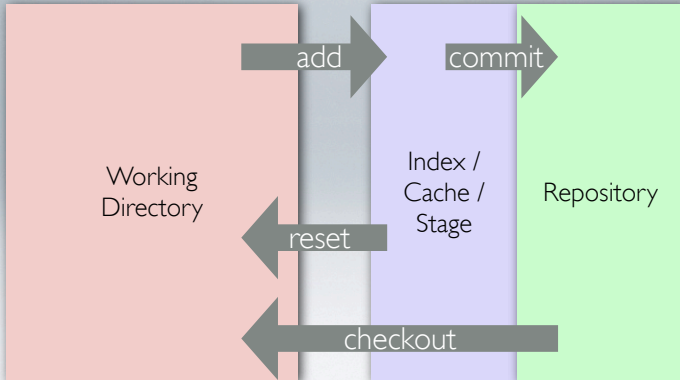 add
commit
Working
Directory
Index /
Cache /
Stage
Repository
reset
checkout